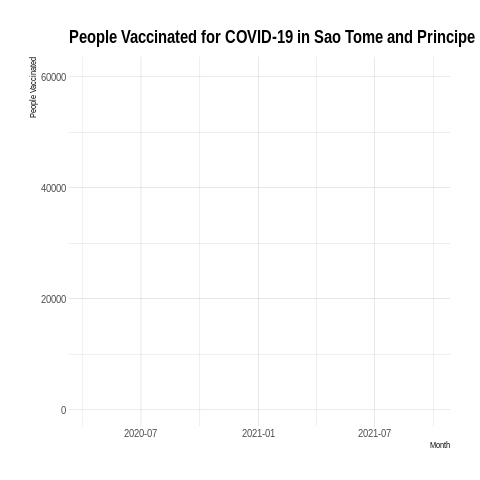 People Vaccinated for COVID-19 in Sao Tome and Principe
People Vaccinated
60000
40000
20000
0
2020-07 2021-01 2021-07
Month